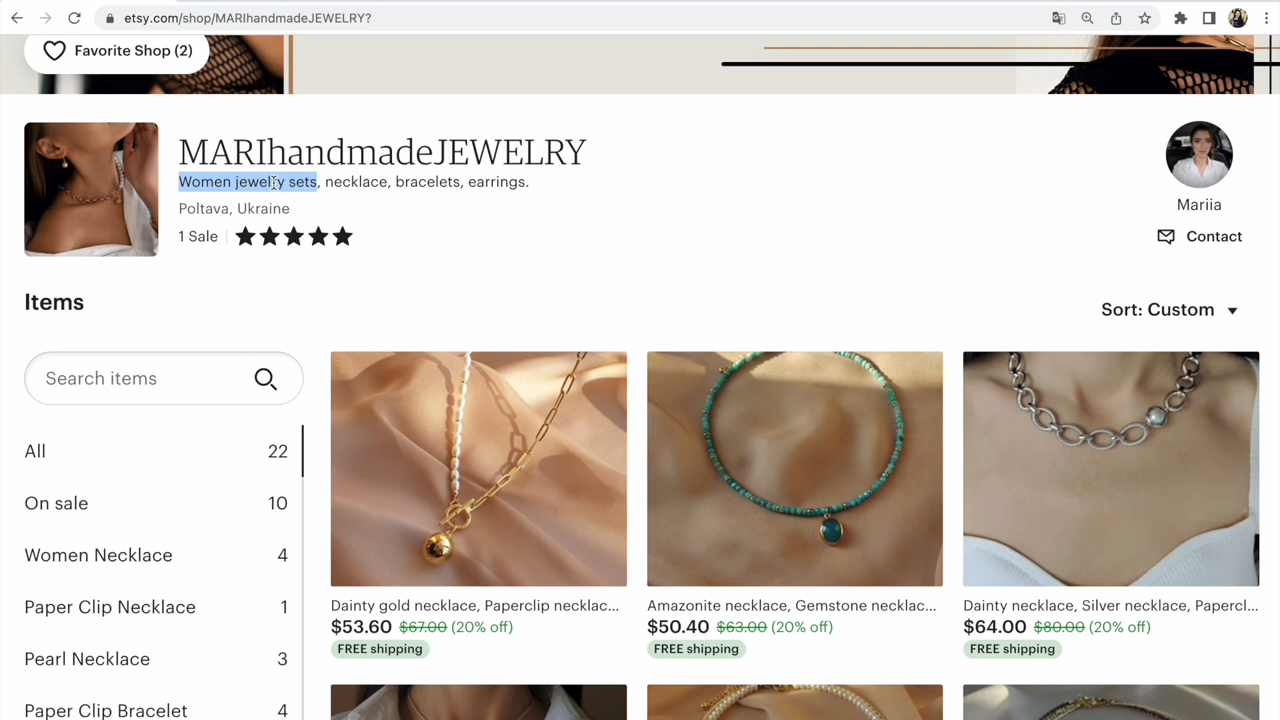 etsy.com/shop/MARIhandmadeJEWELRY?
Favorite Shop (2)
MARIhandmadeJEWELRY
Women jewelry sets, necklace, bracelets, earrings.
Poltava, Ukraine
1 Sale
Mariia
Contact
Items
Sort: Custom
Search items
All 22
On sale 10
Women Necklace 4
Paper Clip Necklace 1
Pearl Necklace 3
Paper Clip Bracelet 4
Dainty gold necklace, Paperclip necklac...
$53.60 $67.00 (20% off)
FREE shipping
Amazonite necklace, Gemstone necklac...
$50.40 $63.00 (20% off)
FREE shipping
Dainty necklace, Silver necklace, Papercl...
$64.00 $80.00 (20% off)
FREE shipping